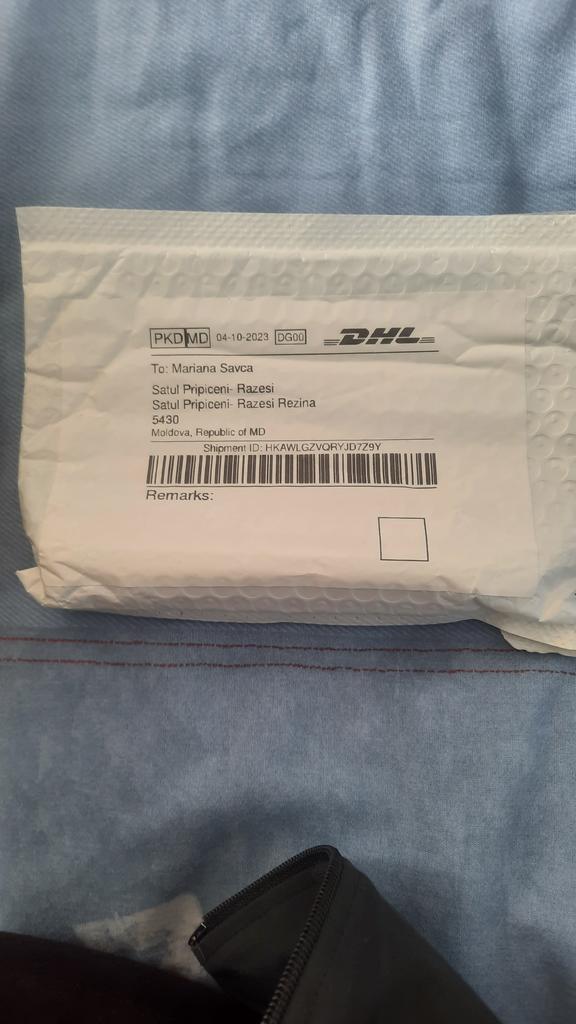 PKD MD 04-10-2023 DG00 DHL
To: Mariana Savca
Satul Pripiceni- Razesi
Satul Pripiceni- Razesi Rezina
5430
Moldova, Republic of MD
Shipment ID: HKAWLGZVQRYJD7Z9Y
Remarks: